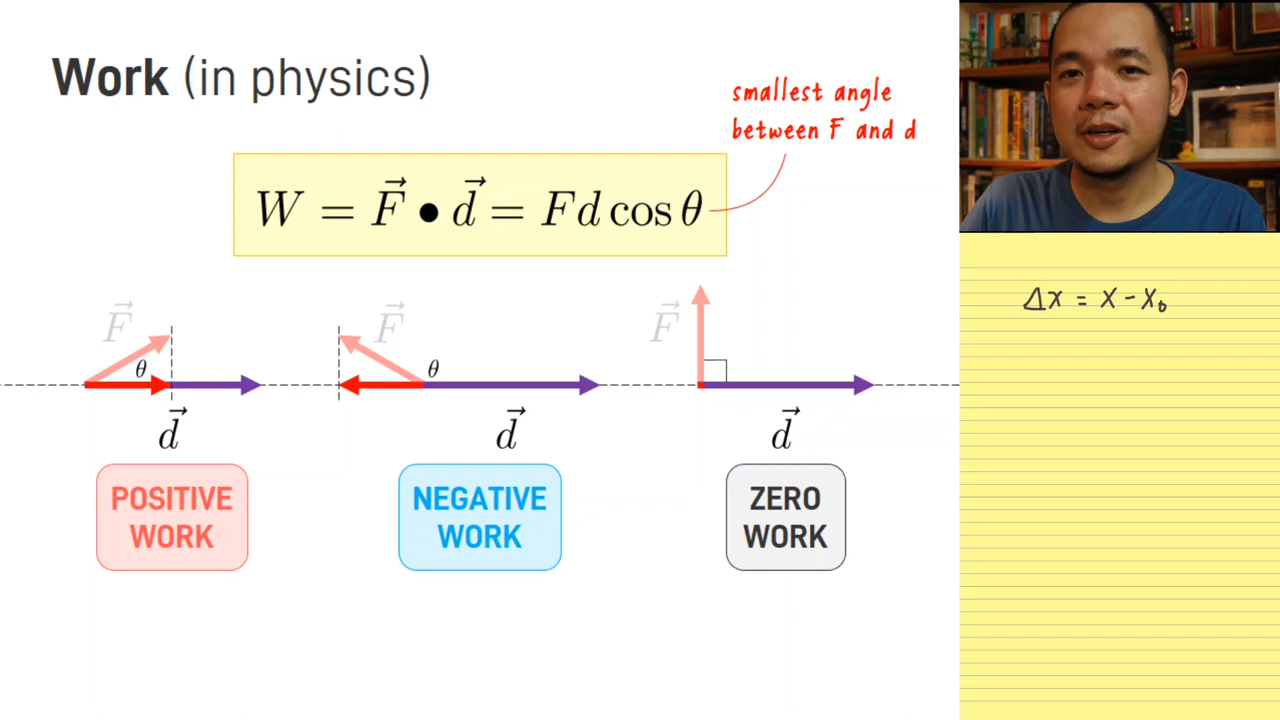 Work (in physics)
smallest angle
between F and d
W = F⃗ • d⃗ = Fd cos θ
F⃗
θ
d⃗
POSITIVE
WORK
F⃗
θ
d⃗
NEGATIVE
WORK
F⃗
d⃗
ZERO
WORK
Δx = x - x₀